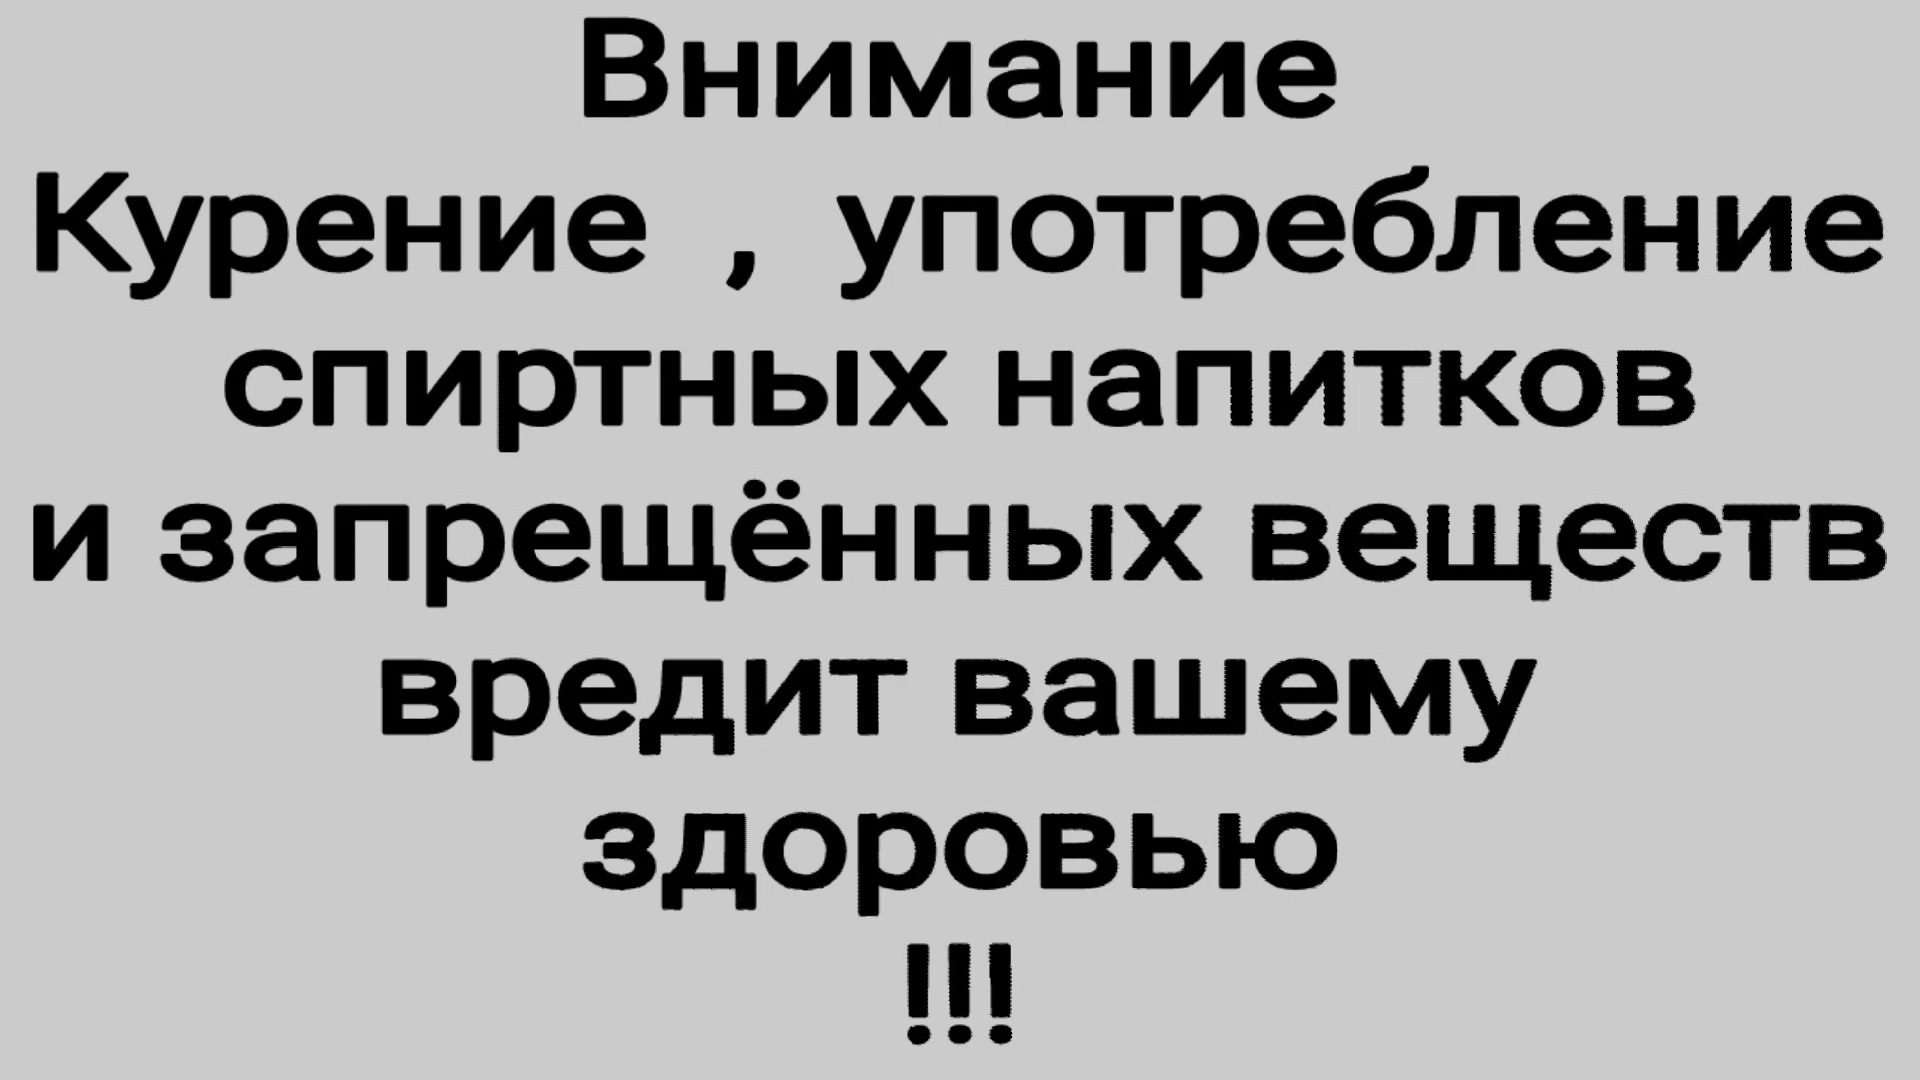 Внимание
Курение , употребление
спиртных напитков
и запрещённых веществ
вредит вашему
здоровью
!!!